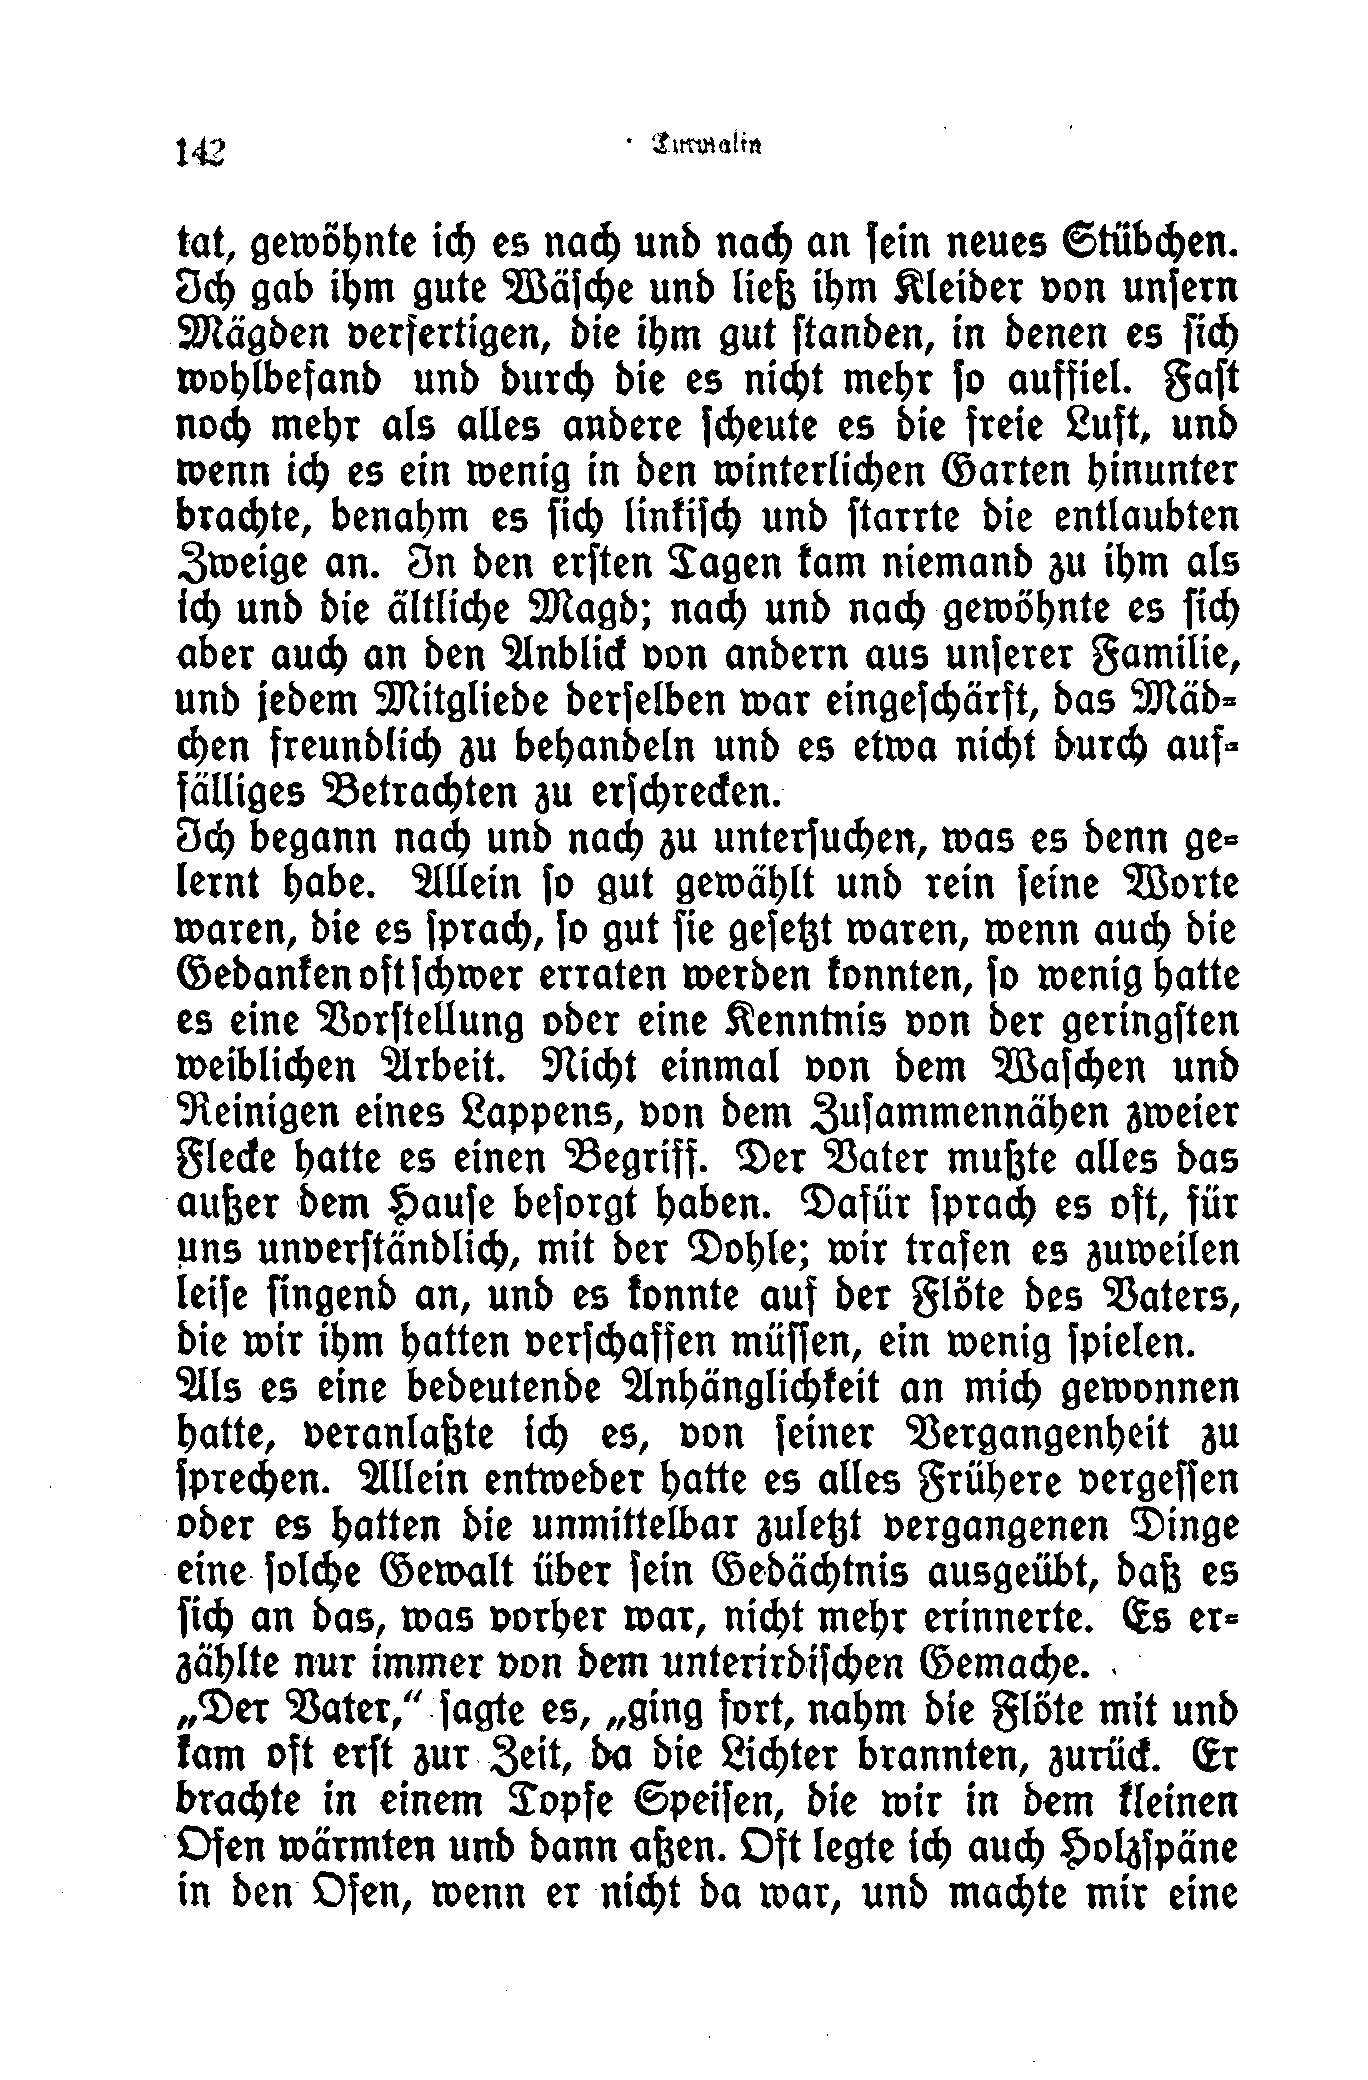 142
Turmalin
tat, gewöhnte ich es nach und nach an sein neues Stübchen.
Ich gab ihm gute Wäsche und ließ ihm Kleider von unsern
Mägden verfertigen, die ihm gut standen, in denen es sich
wohlbefand und durch die es nicht mehr so auffiel. Fast
noch mehr als alles andere scheute es die freie Luft, und
wenn ich es ein wenig in den winterlichen Garten hinunter
brachte, benahm es sich linkisch und starrte die entlaubten
Zweige an. In den ersten Tagen kam niemand zu ihm als
ich und die ältliche Magd; nach und nach gewöhnte es sich
aber auch an den Anblick von andern aus unserer Familie,
und jedem Mitgliede derselben war eingeschärft, das Mäd-
chen freundlich zu behandeln und es etwa nicht durch auf-
fälliges Betrachten zu erschrecken.
Ich begann nach und nach zu untersuchen, was es denn ge-
lernt habe. Allein so gut gewählt und rein seine Worte
waren, die es sprach, so gut sie gesetzt waren, wenn auch die
Gedanken oft schwer erraten werden konnten, so wenig hatte
es eine Vorstellung oder eine Kenntnis von der geringsten
weiblichen Arbeit. Nicht einmal von dem Waschen und
Reinigen eines Lappens, von dem Zusammennähen zweier
Flecke hatte es einen Begriff. Der Vater mußte alles das
außer dem Hause besorgt haben. Dafür sprach es oft, für
uns unverständlich, mit der Dohle; wir trafen es zuweilen
leise singend an, und es konnte auf der Flöte des Vaters,
die wir ihm hatten verschaffen müssen, ein wenig spielen.
Als es eine bedeutende Anhänglichkeit an mich gewonnen
hatte, veranlaßte ich es, von seiner Vergangenheit zu
sprechen. Allein entweder hatte es alles Frühere vergessen
oder es hatten die unmittelbar zuletzt vergangenen Dinge
eine solche Gewalt über sein Gedächtnis ausgeübt, daß es
sich an das, was vorher war, nicht mehr erinnerte. Es er-
zählte nur immer von dem unterirdischen Gemache.
„Der Vater,“ sagte es, „ging fort, nahm die Flöte mit und
kam oft erst zur Zeit, da die Lichter brannten, zurück. Er
brachte in einem Topfe Speisen, die wir in dem kleinen
Ofen wärmten und dann aßen. Oft legte ich auch Holzspäne
in den Ofen, wenn er nicht da war, und machte mir eine